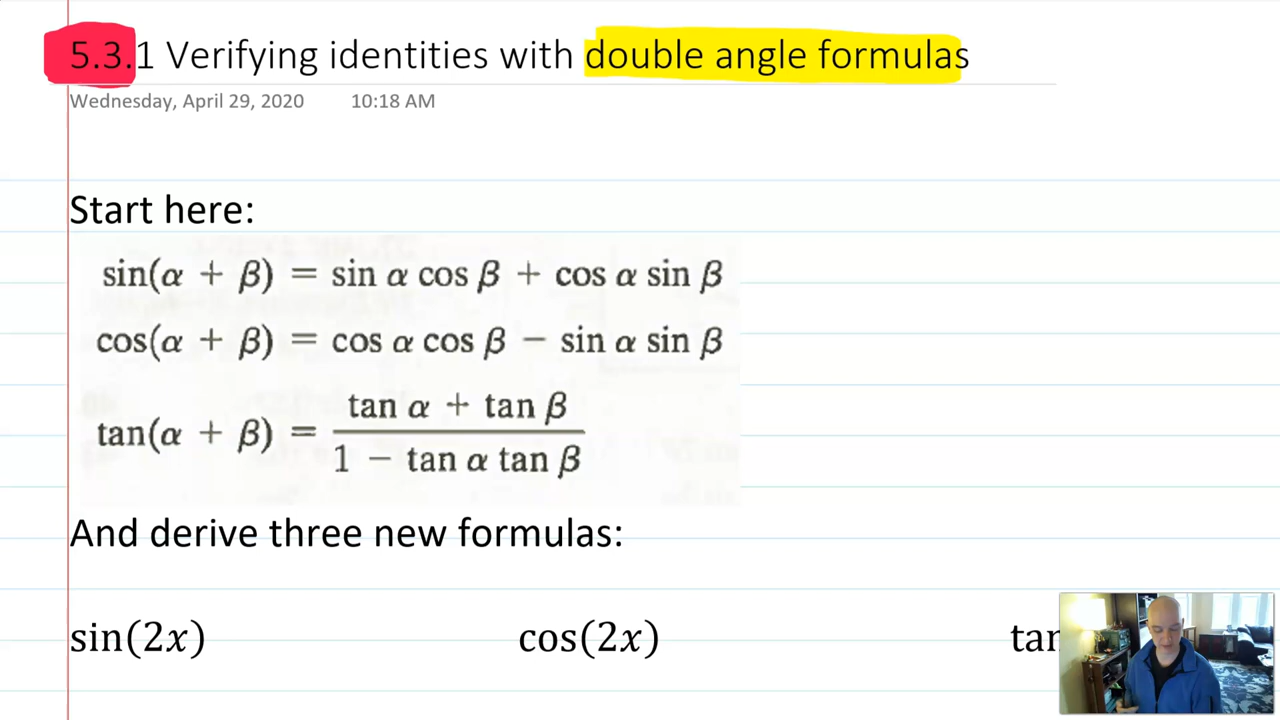 5.3.1 Verifying identities with double angle formulas
Wednesday, April 29, 2020 10:18 AM
Start here:
sin(α + β) = sin α cos β + cos α sin β
cos(α + β) = cos α cos β − sin α sin β
tan(α + β) = (tan α + tan β) / (1 − tan α tan β)
And derive three new formulas:
sin(2x) cos(2x) tan